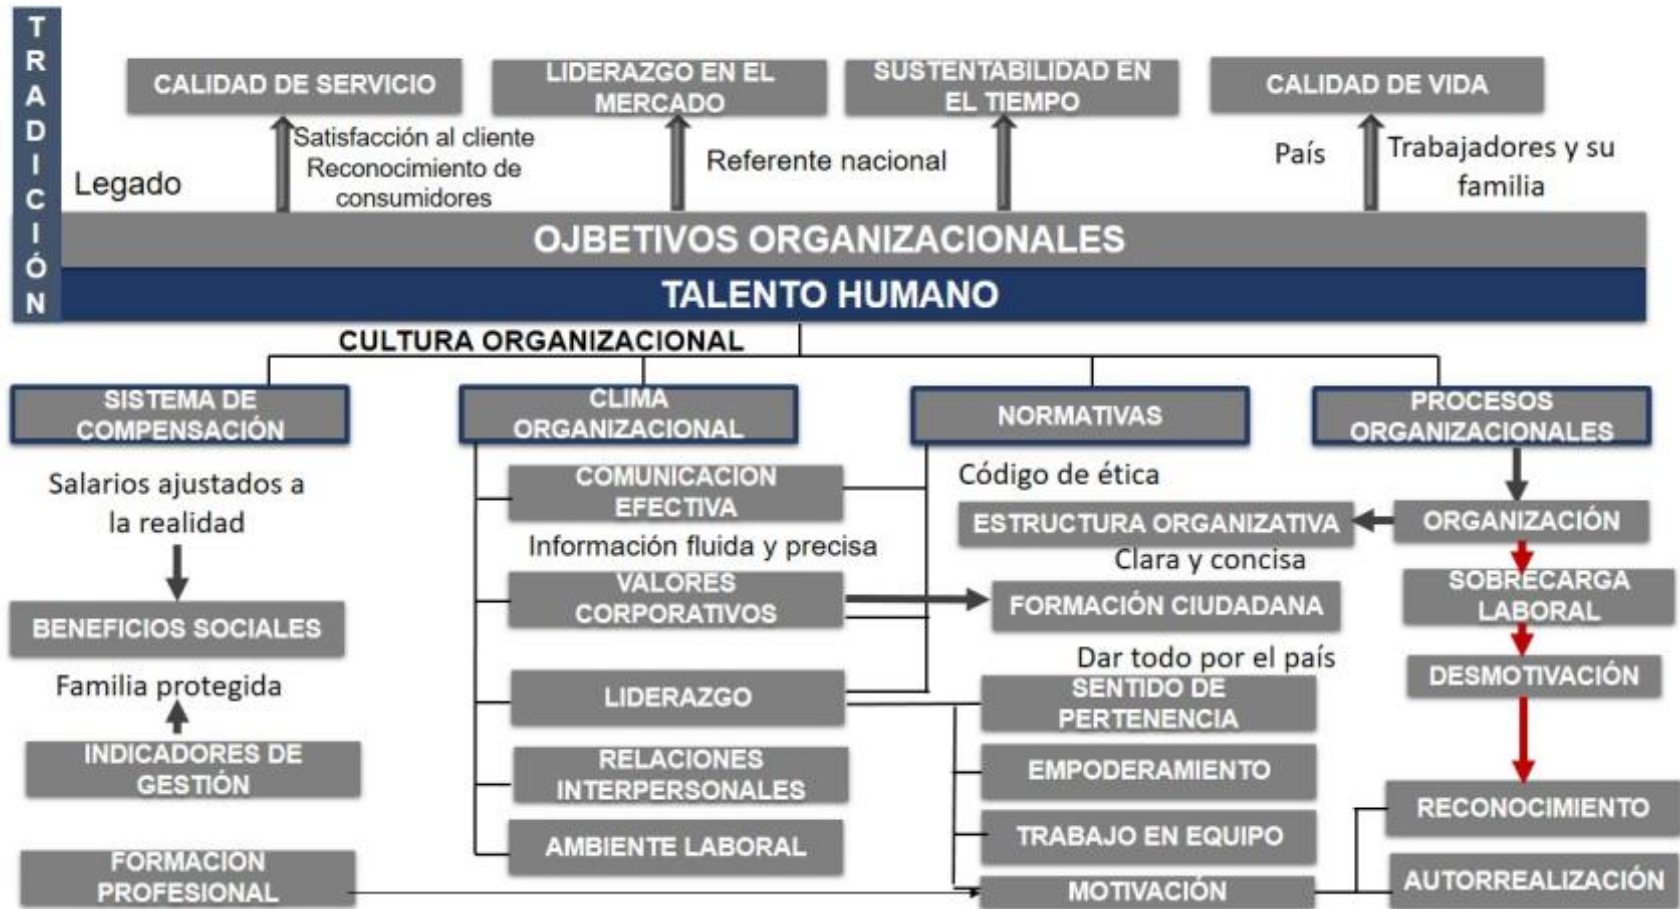 TRADICIÓN
CALIDAD DE SERVICIO
LIDERAZGO EN EL
MERCADO
SUSTENTABILIDAD EN
EL TIEMPO
CALIDAD DE VIDA
Legado
Satisfacción al cliente
Reconocimiento de
consumidores
Referente nacional
País
Trabajadores y su
familia
OJBETIVOS ORGANIZACIONALES
TALENTO HUMANO
CULTURA ORGANIZACIONAL
SISTEMA DE
COMPENSACIÓN
Salarios ajustados a
la realidad
BENEFICIOS SOCIALES
Familia protegida
INDICADORES DE
GESTIÓN
FORMACION
PROFESIONAL
CLIMA
ORGANIZACIONAL
COMUNICACION
EFECTIVA
Información fluida y precisa
VALORES
CORPORATIVOS
LIDERAZGO
RELACIONES
INTERPERSONALES
AMBIENTE LABORAL
NORMATIVAS
Código de ética
ESTRUCTURA ORGANIZATIVA
Clara y concisa
FORMACIÓN CIUDADANA
Dar todo por el país
SENTIDO DE
PERTENENCIA
EMPODERAMIENTO
TRABAJO EN EQUIPO
MOTIVACIÓN
PROCESOS
ORGANIZACIONALES
ORGANIZACIÓN
SOBRECARGA
LABORAL
DESMOTIVACIÓN
RECONOCIMIENTO
AUTORREALIZACIÓN